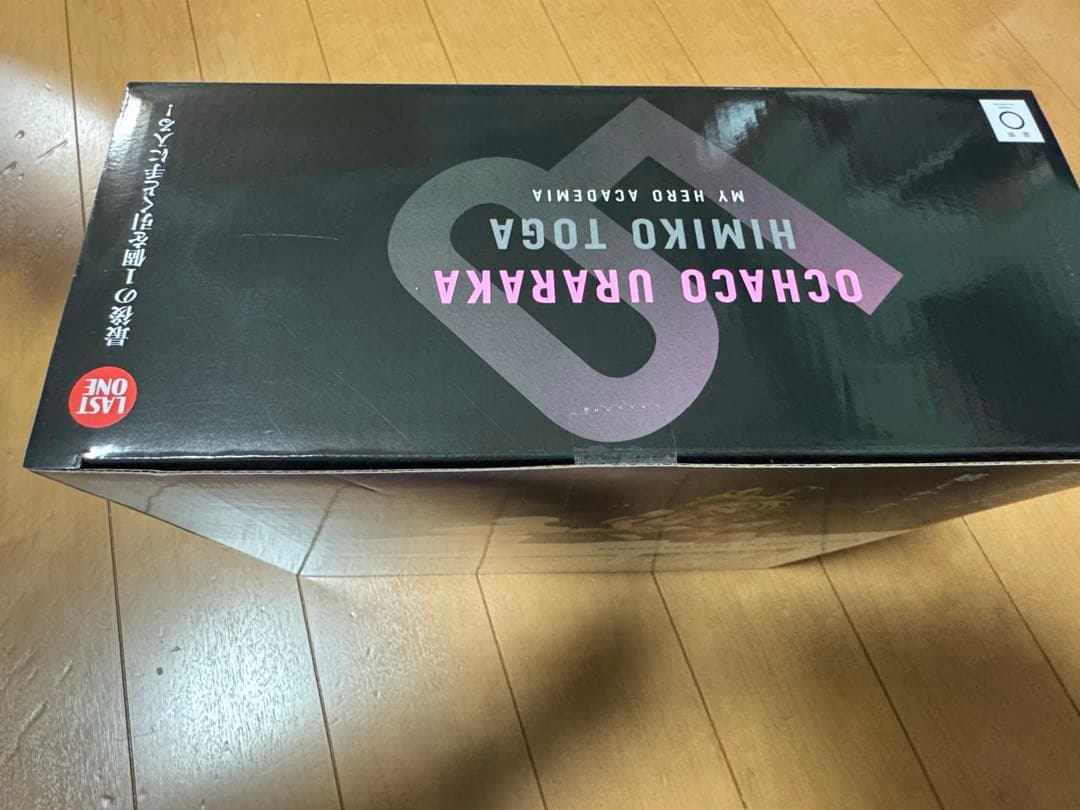 OCHACO URARAKA
HIMIKO TOGA
MY HERO ACADEMIA
LAST
ONE
最後の1個を引くと手に入る!